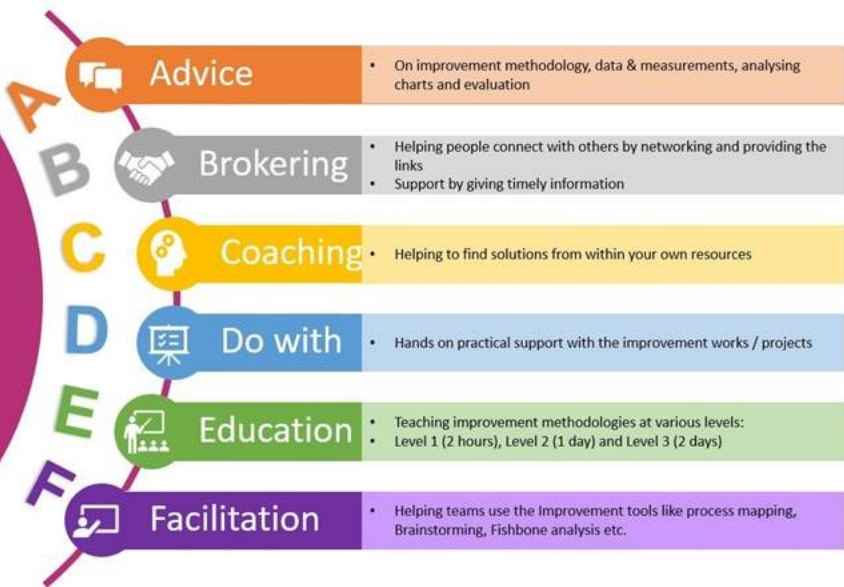 A
Advice
• On improvement methodology, data & measurements, analysing
charts and evaluation
B
Brokering
• Helping people connect with others by networking and providing the
links
• Support by giving timely information
C
Coaching
• Helping to find solutions from within your own resources
D
Do with
• Hands on practical support with the improvement works / projects
E
Education
• Teaching improvement methodologies at various levels:
• Level 1 (2 hours), Level 2 (1 day) and Level 3 (2 days)
F
Facilitation
• Helping teams use the Improvement tools like process mapping,
Brainstorming, Fishbone analysis etc.